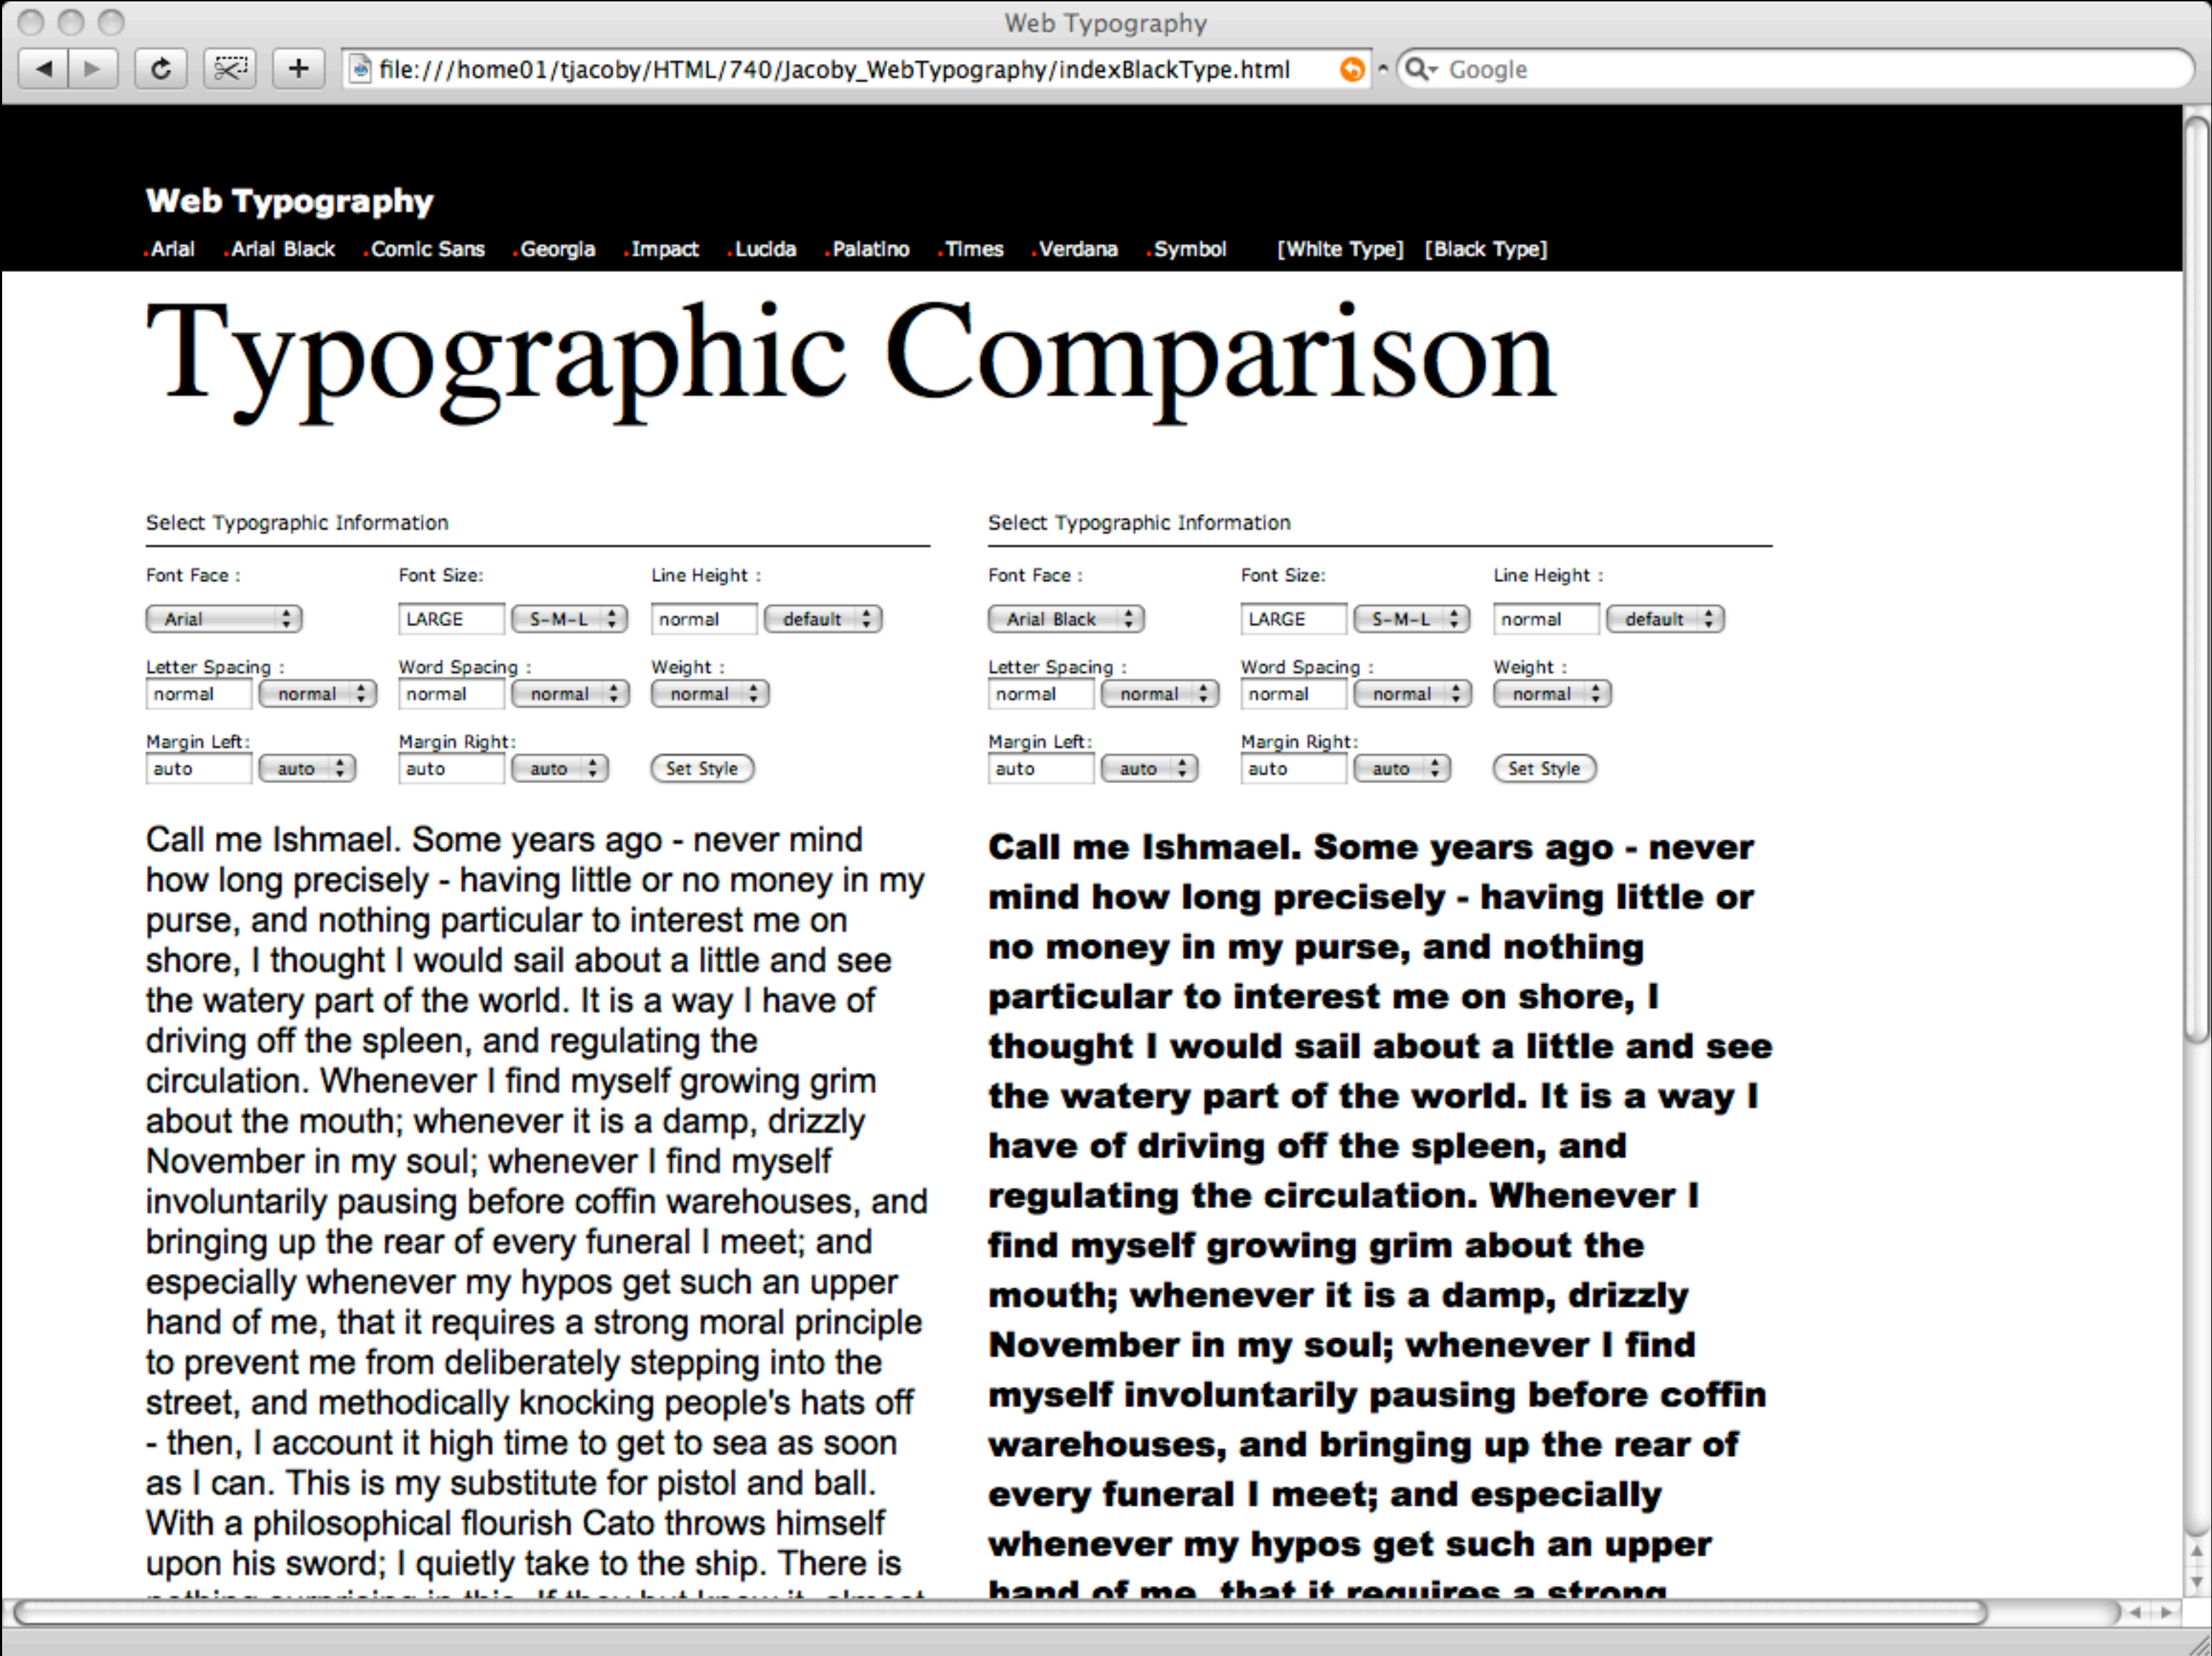 Web Typography
file:///home01/tjacoby/HTML/740/Jacoby_WebTypography/indexBlackType.html
Google
Web Typography
.Arial .Arial Black .Comic Sans .Georgia .Impact .Lucida .Palatino .Times .Verdana .Symbol [White Type] [Black Type]
Typographic Comparison
Select Typographic Information
Font Face : Font Size: Line Height :
Arial LARGE S-M-L normal default
Letter Spacing : Word Spacing : Weight :
normal normal normal normal normal
Margin Left: Margin Right:
auto auto auto auto Set Style
Call me Ishmael. Some years ago - never mind
how long precisely - having little or no money in my
purse, and nothing particular to interest me on
shore, I thought I would sail about a little and see
the watery part of the world. It is a way I have of
driving off the spleen, and regulating the
circulation. Whenever I find myself growing grim
about the mouth; whenever it is a damp, drizzly
November in my soul; whenever I find myself
involuntarily pausing before coffin warehouses, and
bringing up the rear of every funeral I meet; and
especially whenever my hypos get such an upper
hand of me, that it requires a strong moral principle
to prevent me from deliberately stepping into the
street, and methodically knocking people's hats off
- then, I account it high time to get to sea as soon
as I can. This is my substitute for pistol and ball.
With a philosophical flourish Cato throws himself
upon his sword; I quietly take to the ship. There is
nothing surprising in this. If they but knew it, almost
Select Typographic Information
Font Face : Font Size: Line Height :
Arial Black LARGE S-M-L normal default
Letter Spacing : Word Spacing : Weight :
normal normal normal normal normal
Margin Left: Margin Right:
auto auto auto auto Set Style
Call me Ishmael. Some years ago - never
mind how long precisely - having little or
no money in my purse, and nothing
particular to interest me on shore, I
thought I would sail about a little and see
the watery part of the world. It is a way I
have of driving off the spleen, and
regulating the circulation. Whenever I
find myself growing grim about the
mouth; whenever it is a damp, drizzly
November in my soul; whenever I find
myself involuntarily pausing before coffin
warehouses, and bringing up the rear of
every funeral I meet; and especially
whenever my hypos get such an upper
hand of me, that it requires a strong